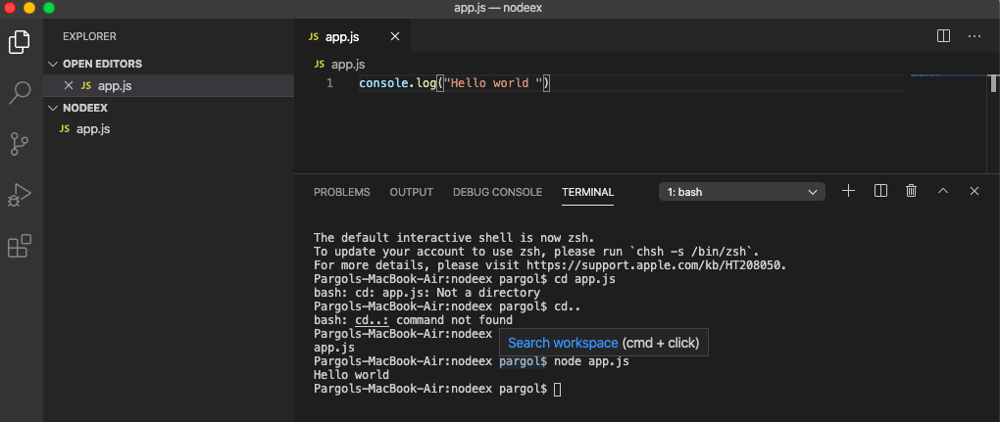 app.js — nodeex
EXPLORER
OPEN EDITORS
JS app.js
NODEEX
JS app.js
JS app.js
JS app.js
1 console.log("Hello world ")
PROBLEMS OUTPUT DEBUG CONSOLE TERMINAL 1: bash
The default interactive shell is now zsh.
To update your account to use zsh, please run `chsh -s /bin/zsh`.
For more details, please visit https://support.apple.com/kb/HT208050.
Pargols-MacBook-Air:nodeex pargol$ cd app.js
bash: cd: app.js: Not a directory
Pargols-MacBook-Air:nodeex pargol$ cd..
bash: cd..: command not found
Pargols-MacBook-Air:nodeex
Search workspace (cmd + click)
app.js
Pargols-MacBook-Air:nodeex pargol$ node app.js
Hello world
Pargols-MacBook-Air:nodeex pargol$